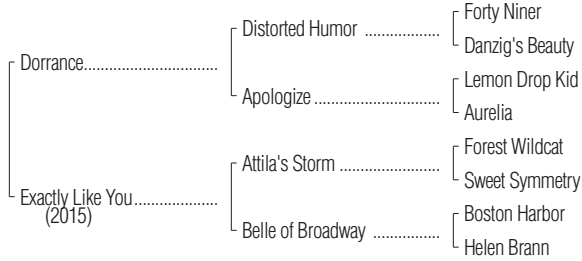 Forty Niner
Distorted Humor ..................
Danzig's Beauty
Dorrance................................
Lemon Drop Kid
Apologize ..............................
Aurelia
Forest Wildcat
Attila's Storm ........................
Sweet Symmetry
Exactly Like You....................
(2015)
Boston Harbor
Belle of Broadway ................
Helen Brann